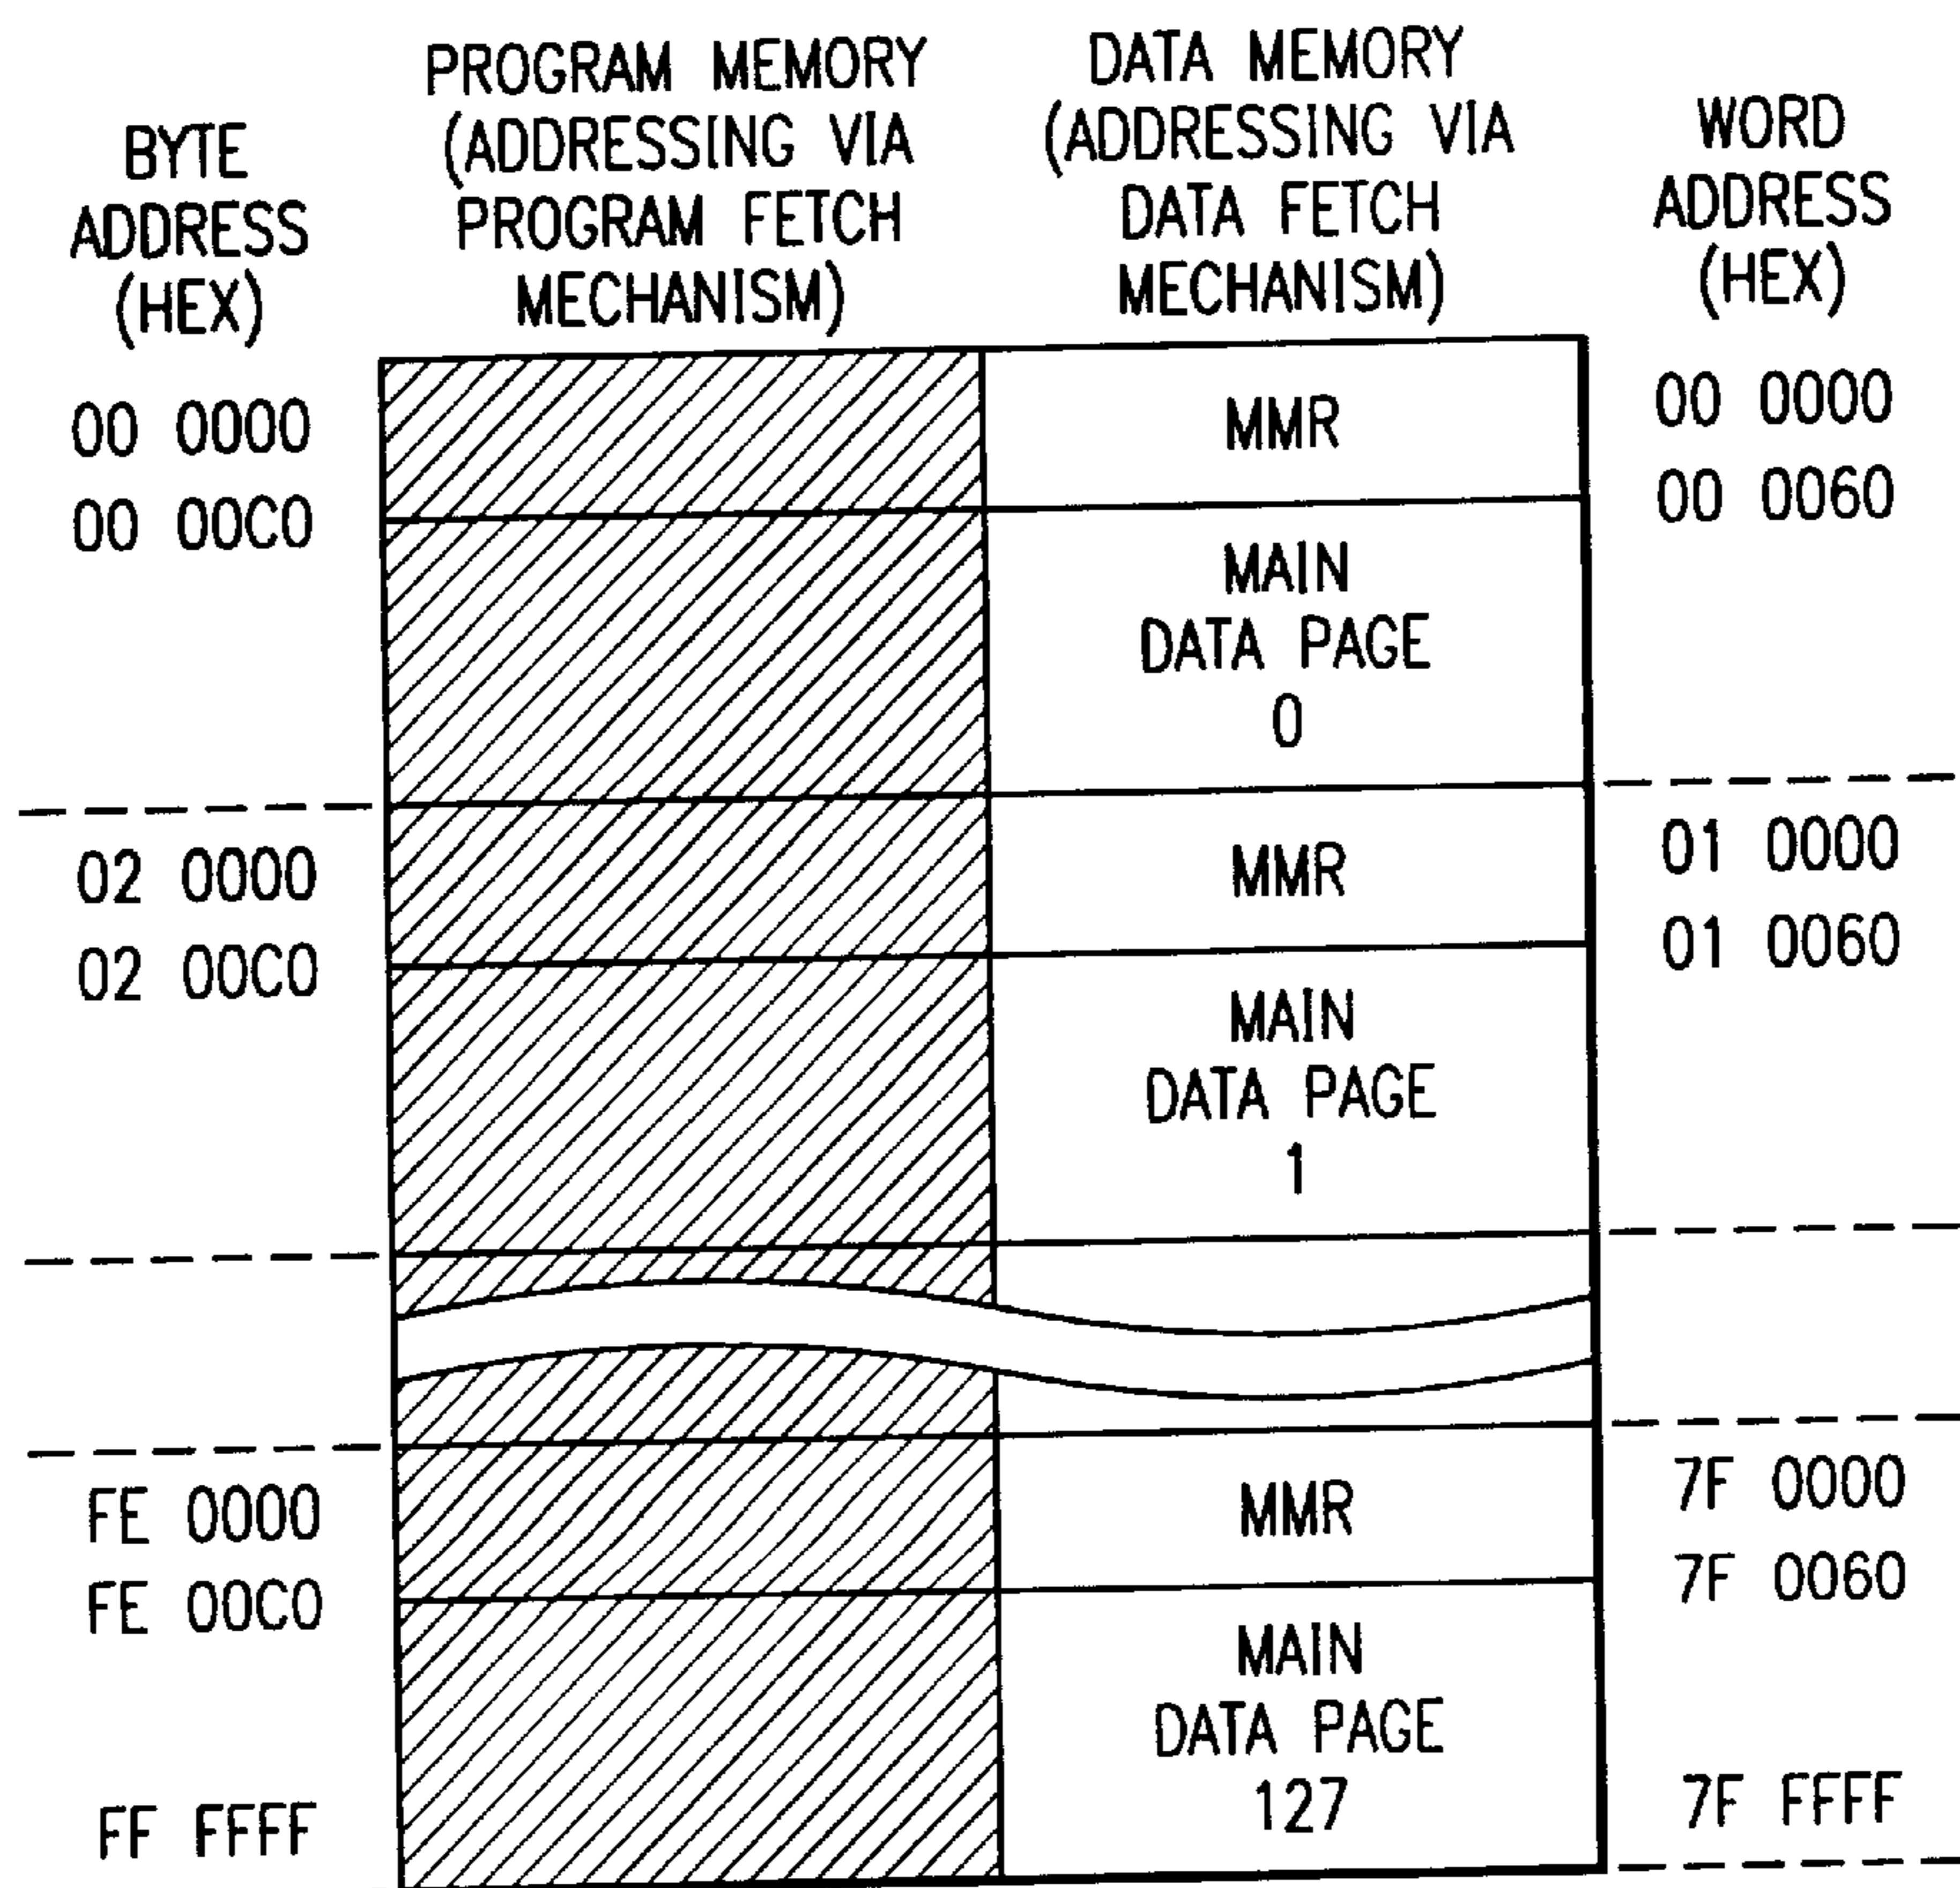 BYTE
ADDRESS
(HEX)
PROGRAM MEMORY
(ADDRESSING VIA
PROGRAM FETCH
MECHANISM)
DATA MEMORY
(ADDRESSING VIA
DATA FETCH
MECHANISM)
WORD
ADDRESS
(HEX)
00 0000
MMR
00 0000
00 00C0
00 0060
MAIN
DATA PAGE
0
02 0000
MMR
01 0000
02 00C0
01 0060
MAIN
DATA PAGE
1
FE 0000
MMR
7F 0000
FE 00C0
7F 0060
MAIN
DATA PAGE
127
FF FFFF
7F FFFF